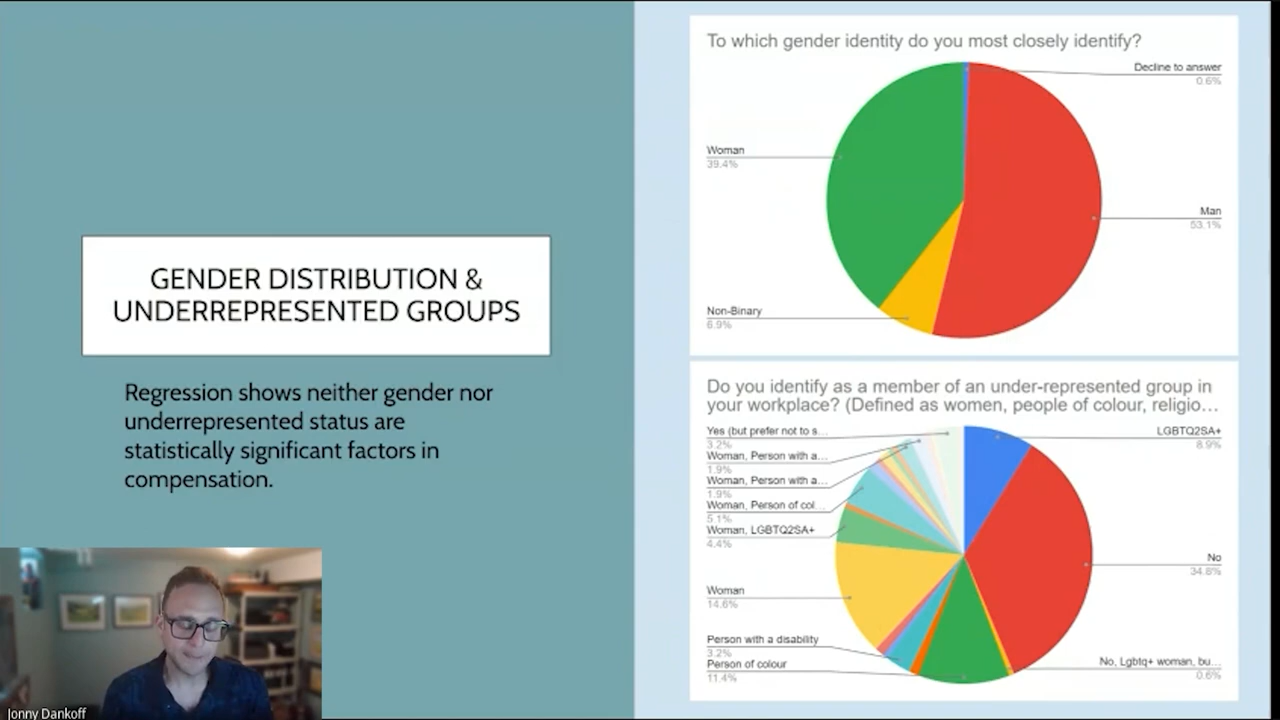 GENDER DISTRIBUTION &
UNDERREPRESENTED GROUPS
Regression shows neither gender nor
underrepresented status are
statistically significant factors in
compensation.
Jonny Dankoff
To which gender identity do you most closely identify?
Decline to answer
0.6%
Woman
39.4%
Man
53.1%
Non-Binary
6.9%
Do you identify as a member of an under-represented group in
your workplace? (Defined as women, people of colour, religio...
Yes (but prefer not to s...
3.2%
Woman, Person with a...
1.9%
Woman, Person with a...
1.9%
Woman, Person of col...
5.1%
Woman, LGBTQ2SA+
4.4%
Woman
14.6%
Person with a disability
3.2%
Person of colour
11.4%
LGBTQ2SA+
8.9%
No
34.8%
No, Lgbtq+ woman, bu...
0.6%